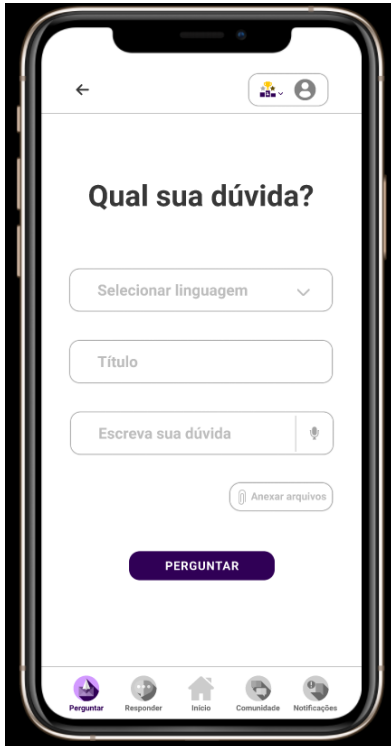 Qual sua dúvida?
Selecionar linguagem
Título
Escreva sua dúvida
Anexar arquivos
PERGUNTAR
Perguntar Responder Início Comunidade Notificações